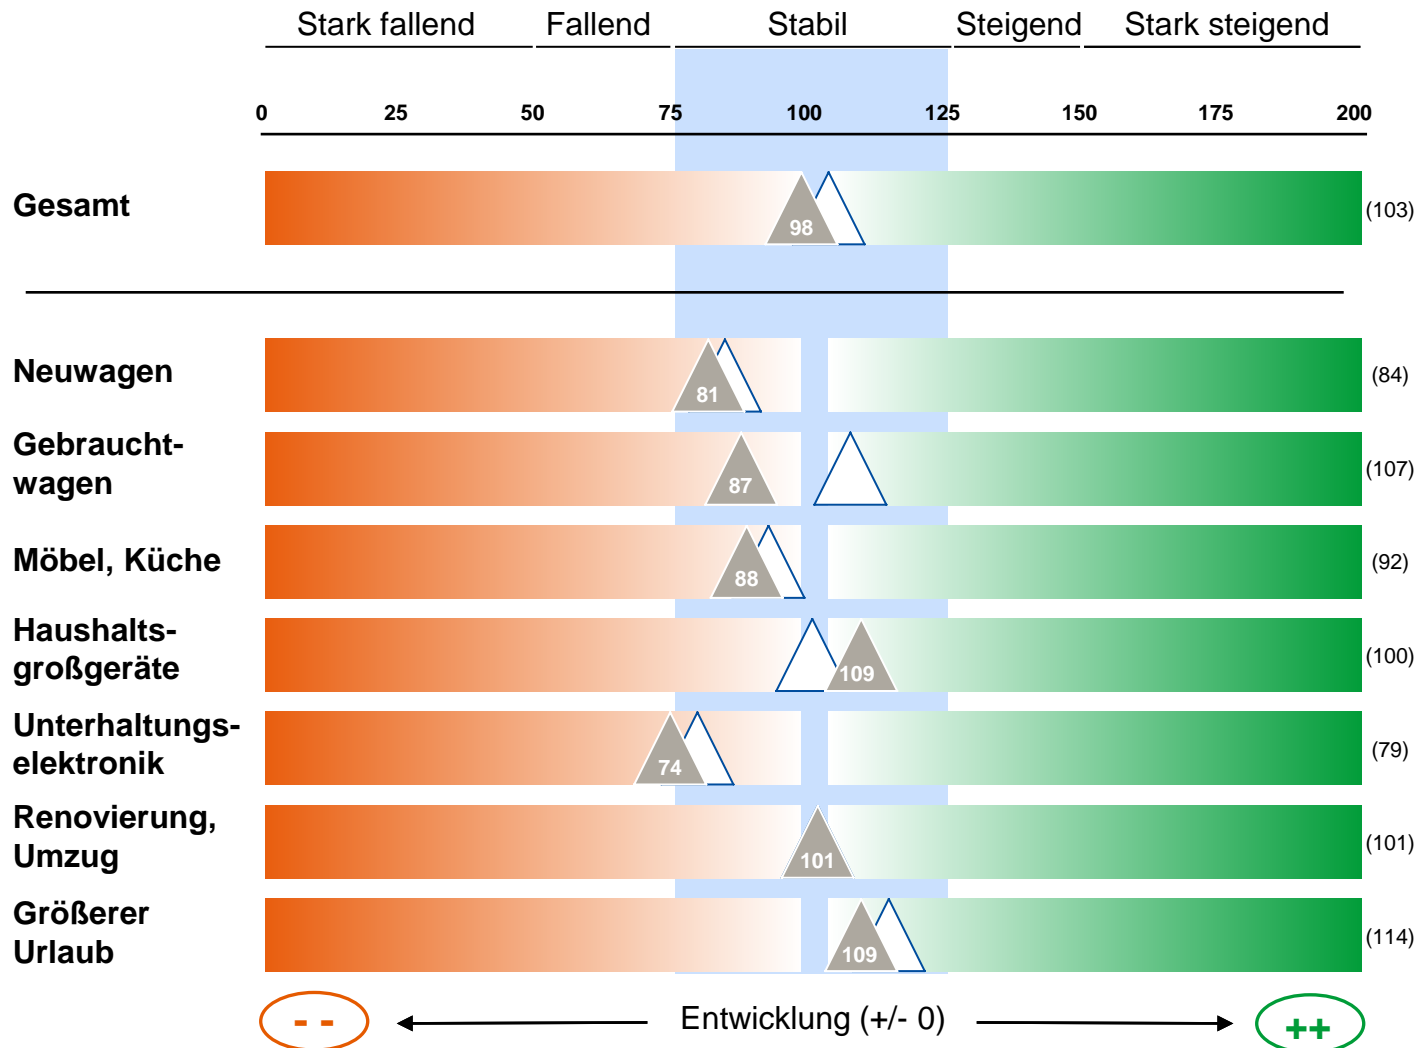 Stark fallend Fallend Stabil Steigend Stark steigend
0 25 50 75 100 125 150 175 200
Gesamt 98 (103)
Neuwagen 81 (84)
Gebraucht-
wagen 87 (107)
Möbel, Küche 88 (92)
Haushalts-
großgeräte 109 (100)
Unterhaltungs-
elektronik 74 (79)
Renovierung,
Umzug 101 (101)
Größerer
Urlaub 109 (114)
- - Entwicklung (+/- 0) ++